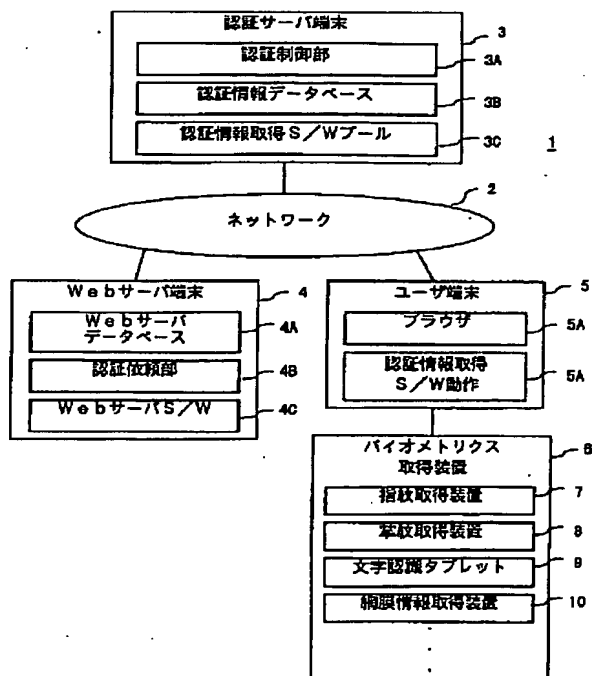 認証サーバ端末
3
認証制御部
3A
認証情報データベース
3B
認証情報取得S/Wプール
3C
1
2
ネットワーク
Webサーバ端末
4
Webサーバ
データベース
4A
認証依頼部
4B
WebサーバS/W
4C
ユーザ端末
5
ブラウザ
5A
認証情報取得
S/W動作
5A
バイオメトリクス
取得装置
6
指紋取得装置
7
掌紋取得装置
8
文字認識タブレット
9
網膜情報取得装置
10